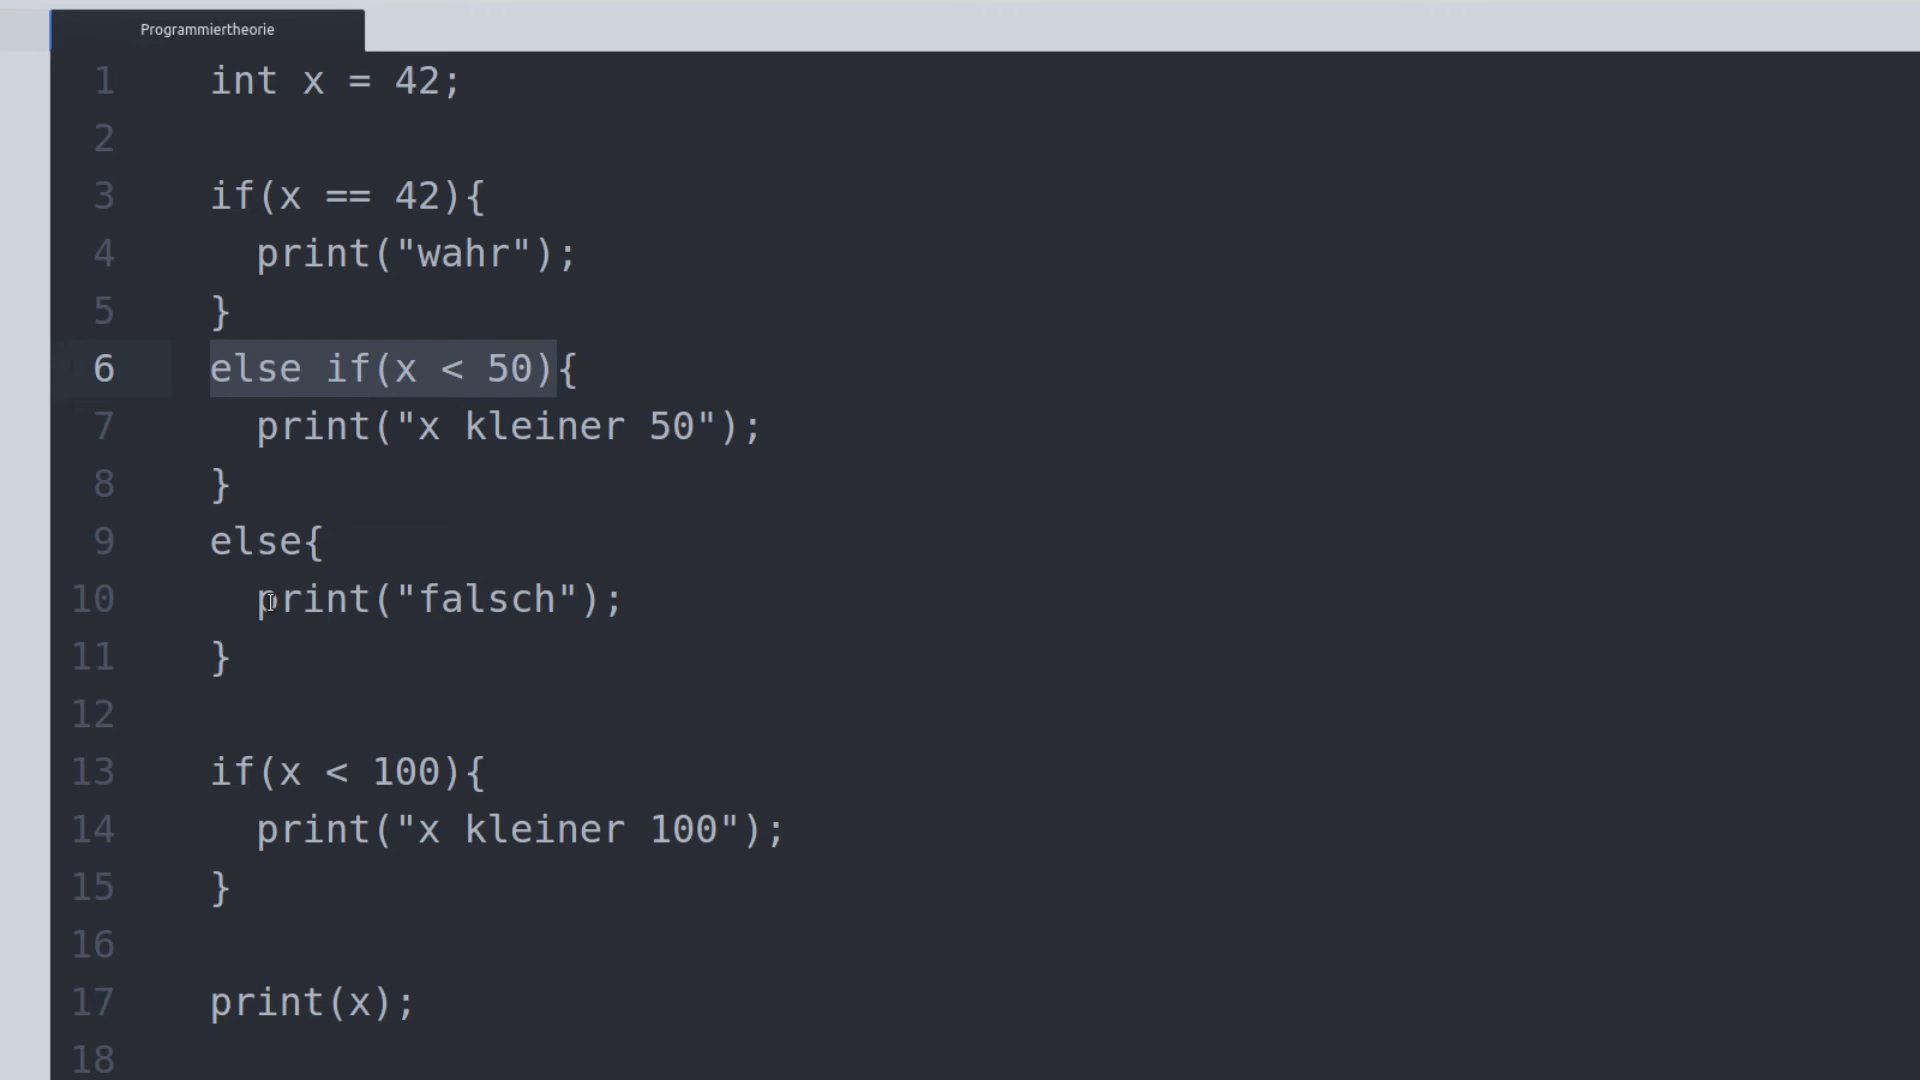 Programmiertheorie
1 int x = 42;
2
3 if(x == 42){
4 print("wahr");
5 }
6 else if(x < 50){
7 print("x kleiner 50");
8 }
9 else{
10 print("falsch");
11 }
12
13 if(x < 100){
14 print("x kleiner 100");
15 }
16
17 print(x);
18